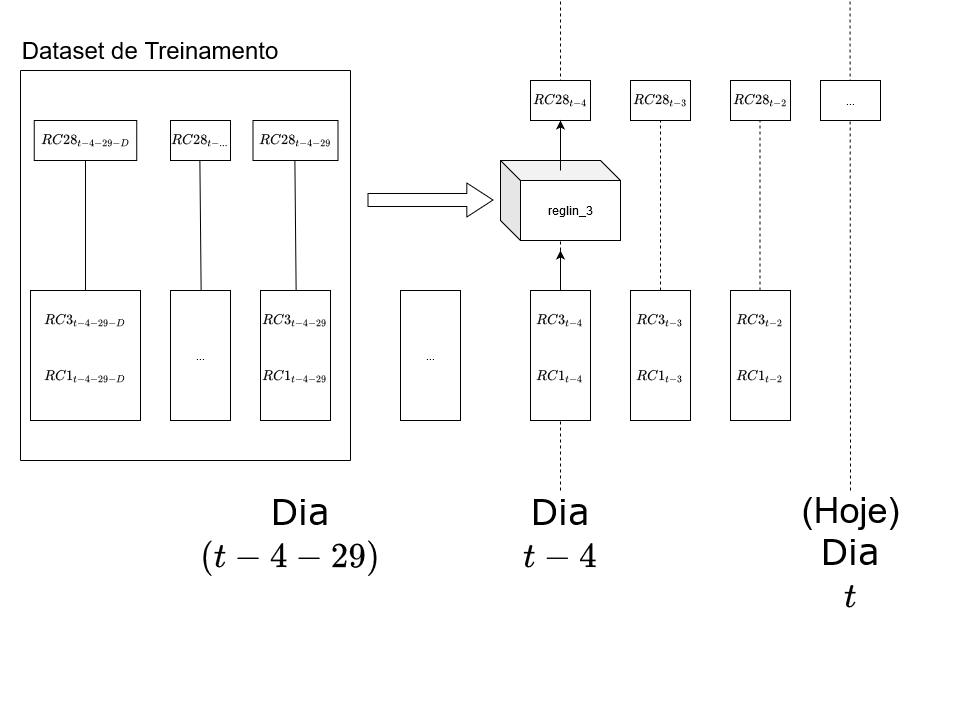 Dataset de Treinamento
RC28_{t-4-29-D} RC28_{t-...} RC28_{t-4-29} RC28_{t-4} RC28_{t-3} RC28_{t-2} ...
reglin_3
RC3_{t-4-29-D} RC3_{t-4-29} RC3_{t-4} RC3_{t-3} RC3_{t-2}
... ...
RC1_{t-4-29-D} RC1_{t-4-29} RC1_{t-4} RC1_{t-3} RC1_{t-2}
Dia
(t − 4 − 29)
Dia
t − 4
(Hoje)
Dia
t